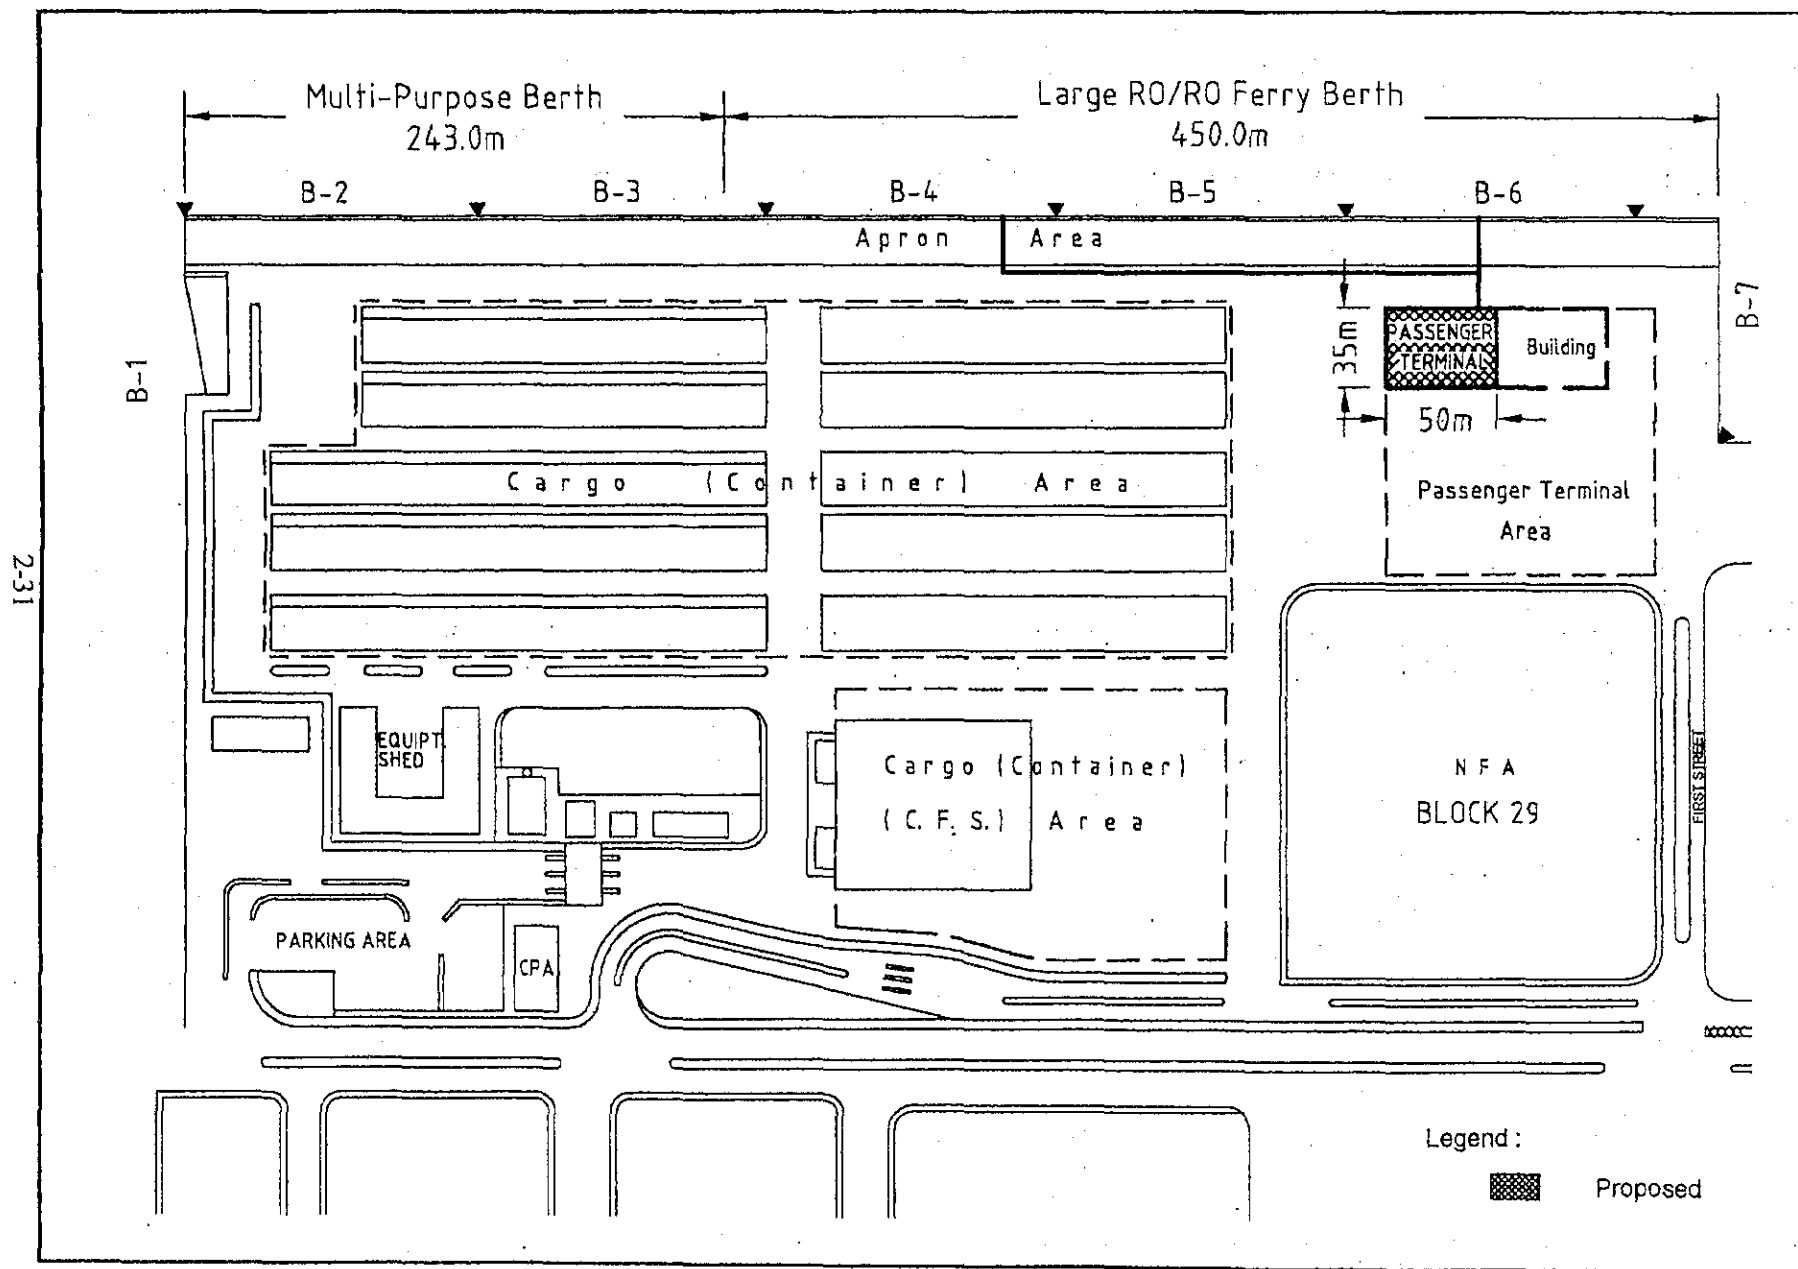 Multi-Purpose Berth
243.0m
Large RO/RO Ferry Berth
450.0m
B-2
B-3
B-4
B-5
B-6
Apron Area
B-1
B-7
35m
PASSENGER
TERMINAL
Building
50m
Cargo (Container) Area
Passenger Terminal
Area
2-31
EQUIPT.
SHED
Cargo (Container)
(C. F. S.) Area
NFA
BLOCK 29
FIRST STREET
PARKING AREA
CPA
Legend :
Proposed